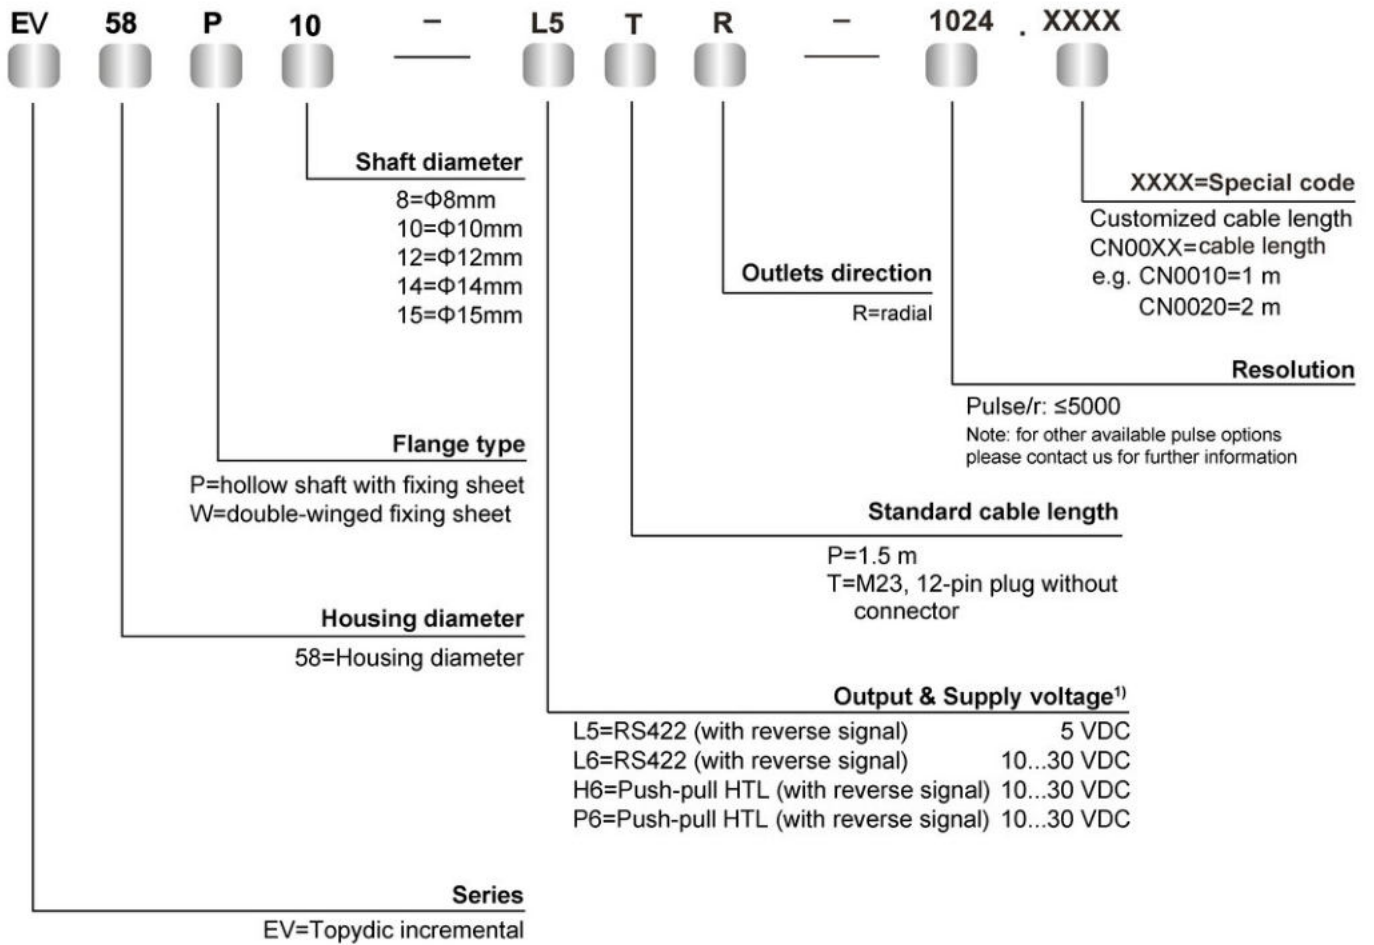 EV 58 P 10 – L5 T R – 1024 . XXXX
Shaft diameter
8=Φ8mm
10=Φ10mm
12=Φ12mm
14=Φ14mm
15=Φ15mm
XXXX=Special code
Customized cable length
CN00XX=cable length
e.g. CN0010=1 m
CN0020=2 m
Outlets direction
R=radial
Resolution
Pulse/r: ≤5000
Note: for other available pulse options
please contact us for further information
Flange type
P=hollow shaft with fixing sheet
W=double-winged fixing sheet
Standard cable length
P=1.5 m
T=M23, 12-pin plug without
connector
Housing diameter
58=Housing diameter
Output & Supply voltage¹⁾
L5=RS422 (with reverse signal) 5 VDC
L6=RS422 (with reverse signal) 10...30 VDC
H6=Push-pull HTL (with reverse signal) 10...30 VDC
P6=Push-pull HTL (with reverse signal) 10...30 VDC
Series
EV=Topydic incremental